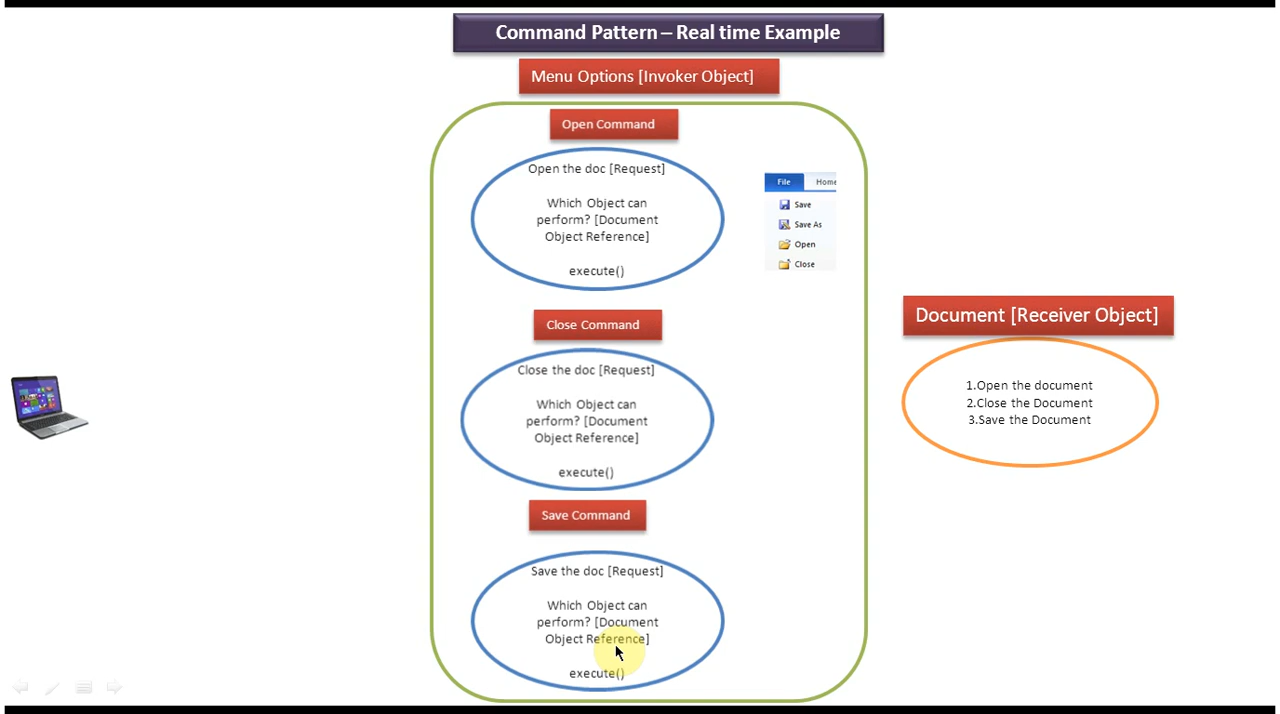 Command Pattern – Real time Example
Menu Options [Invoker Object]
Open Command
Open the doc [Request]
Which Object can
perform? [Document
Object Reference]
execute()
File Home
Save
Save As
Open
Close
Close Command
Close the doc [Request]
Which Object can
perform? [Document
Object Reference]
execute()
Save Command
Save the doc [Request]
Which Object can
perform? [Document
Object Reference]
execute()
Document [Receiver Object]
1.Open the document
2.Close the Document
3.Save the Document